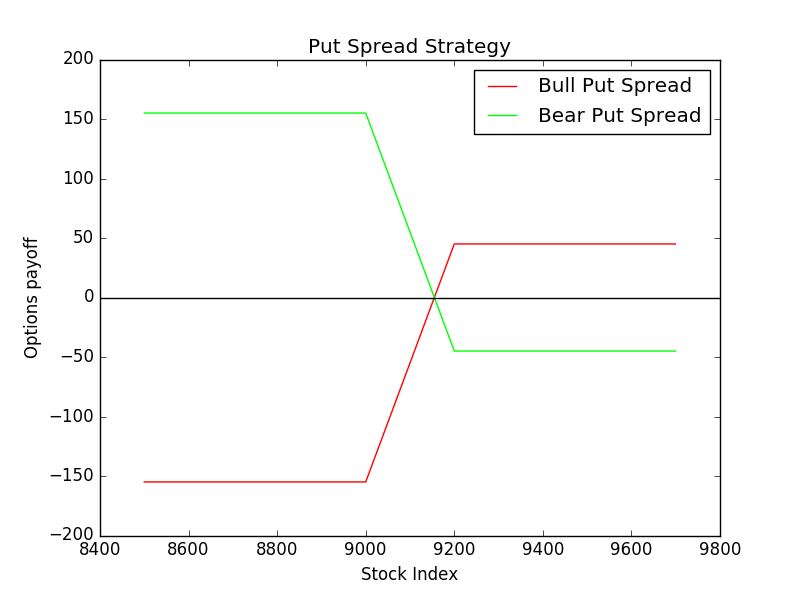 Put Spread Strategy
Bull Put Spread
Bear Put Spread
200
150
100
50
0
−50
−100
−150
−200
Options payoff
8400 8600 8800 9000 9200 9400 9600 9800
Stock Index